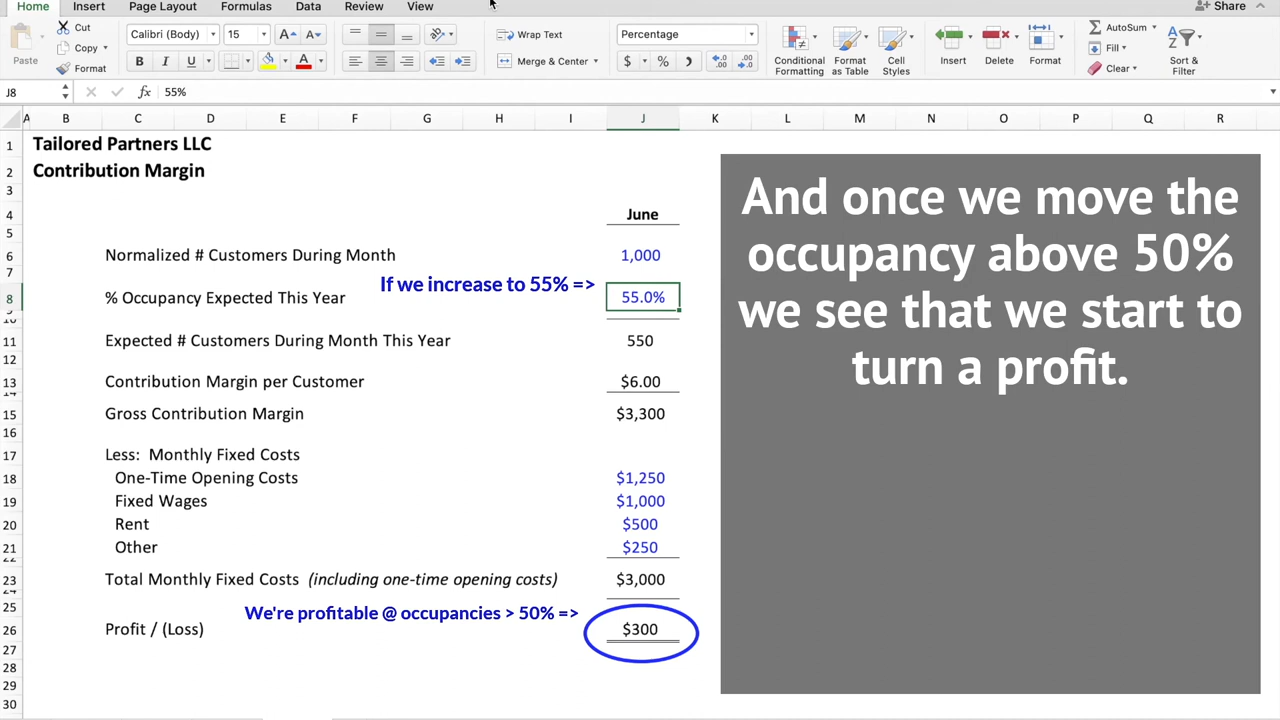 Home Insert Page Layout Formulas Data Review View Share
Cut Calibri (Body) 15 A A Wrap Text Percentage AutoSum
Copy Fill
Paste Format B I U A Merge & Center $ % Conditional Formatting Format as Table Cell Styles Insert Delete Format Clear Sort & Filter
J8 fx 55%
A B C D E F G H I J K L M N O P Q R
1 Tailored Partners LLC
2 Contribution Margin
3
4 June
5
6 Normalized # Customers During Month 1,000
7
If we increase to 55% =>
8 % Occupancy Expected This Year 55.0%
9
10
11 Expected # Customers During Month This Year 550
12
13 Contribution Margin per Customer $6.00
14
15 Gross Contribution Margin $3,300
16
17 Less: Monthly Fixed Costs
18 One-Time Opening Costs $1,250
19 Fixed Wages $1,000
20 Rent $500
21 Other $250
22
23 Total Monthly Fixed Costs (including one-time opening costs) $3,000
24
25 We're profitable @ occupancies > 50% =>
26 Profit / (Loss) $300
27
28
29
30
And once we move the
occupancy above 50%
we see that we start to
turn a profit.